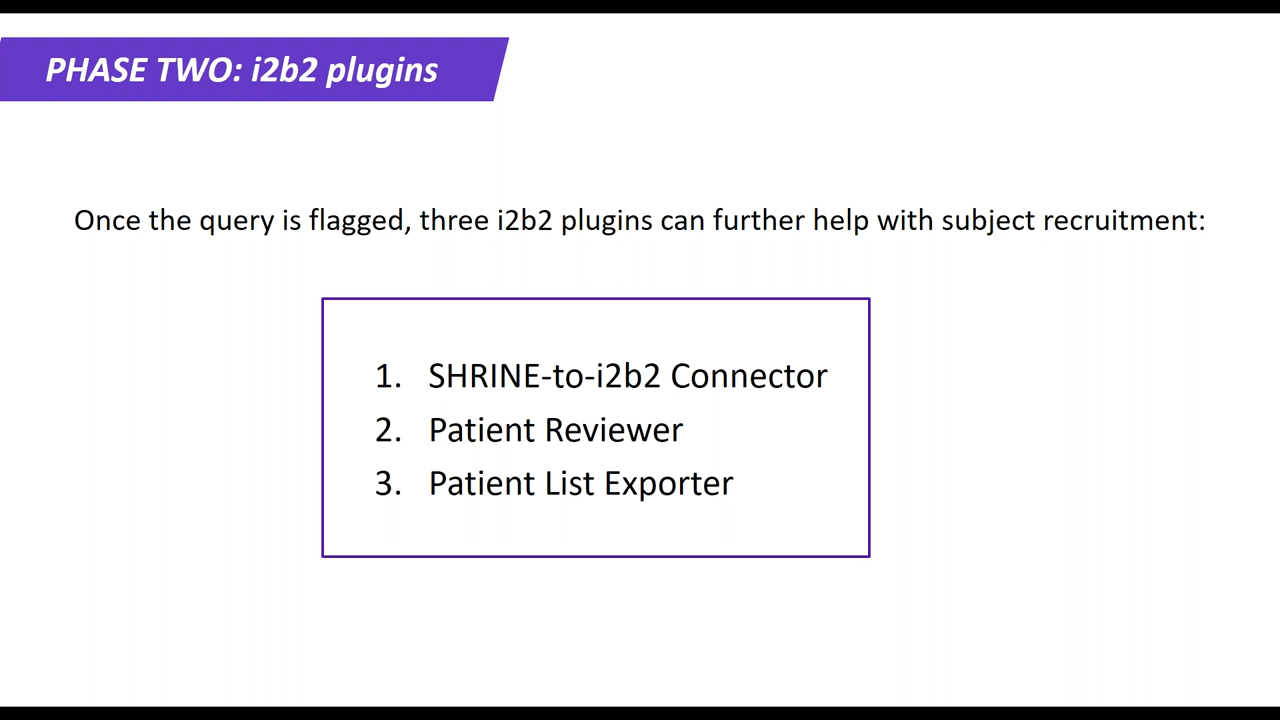 PHASE TWO: i2b2 plugins
Once the query is flagged, three i2b2 plugins can further help with subject recruitment:
1. SHRINE-to-i2b2 Connector
2. Patient Reviewer
3. Patient List Exporter